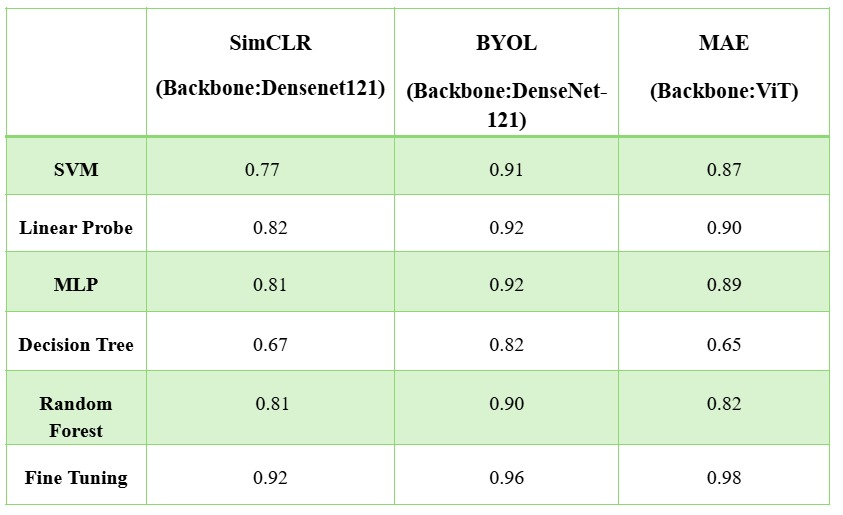 SimCLR
(Backbone:Densenet121)
BYOL
(Backbone:DenseNet-
121)
MAE
(Backbone:ViT)
SVM 0.77 0.91 0.87
Linear Probe 0.82 0.92 0.90
MLP 0.81 0.92 0.89
Decision Tree 0.67 0.82 0.65
Random
Forest
0.81 0.90 0.82
Fine Tuning 0.92 0.96 0.98